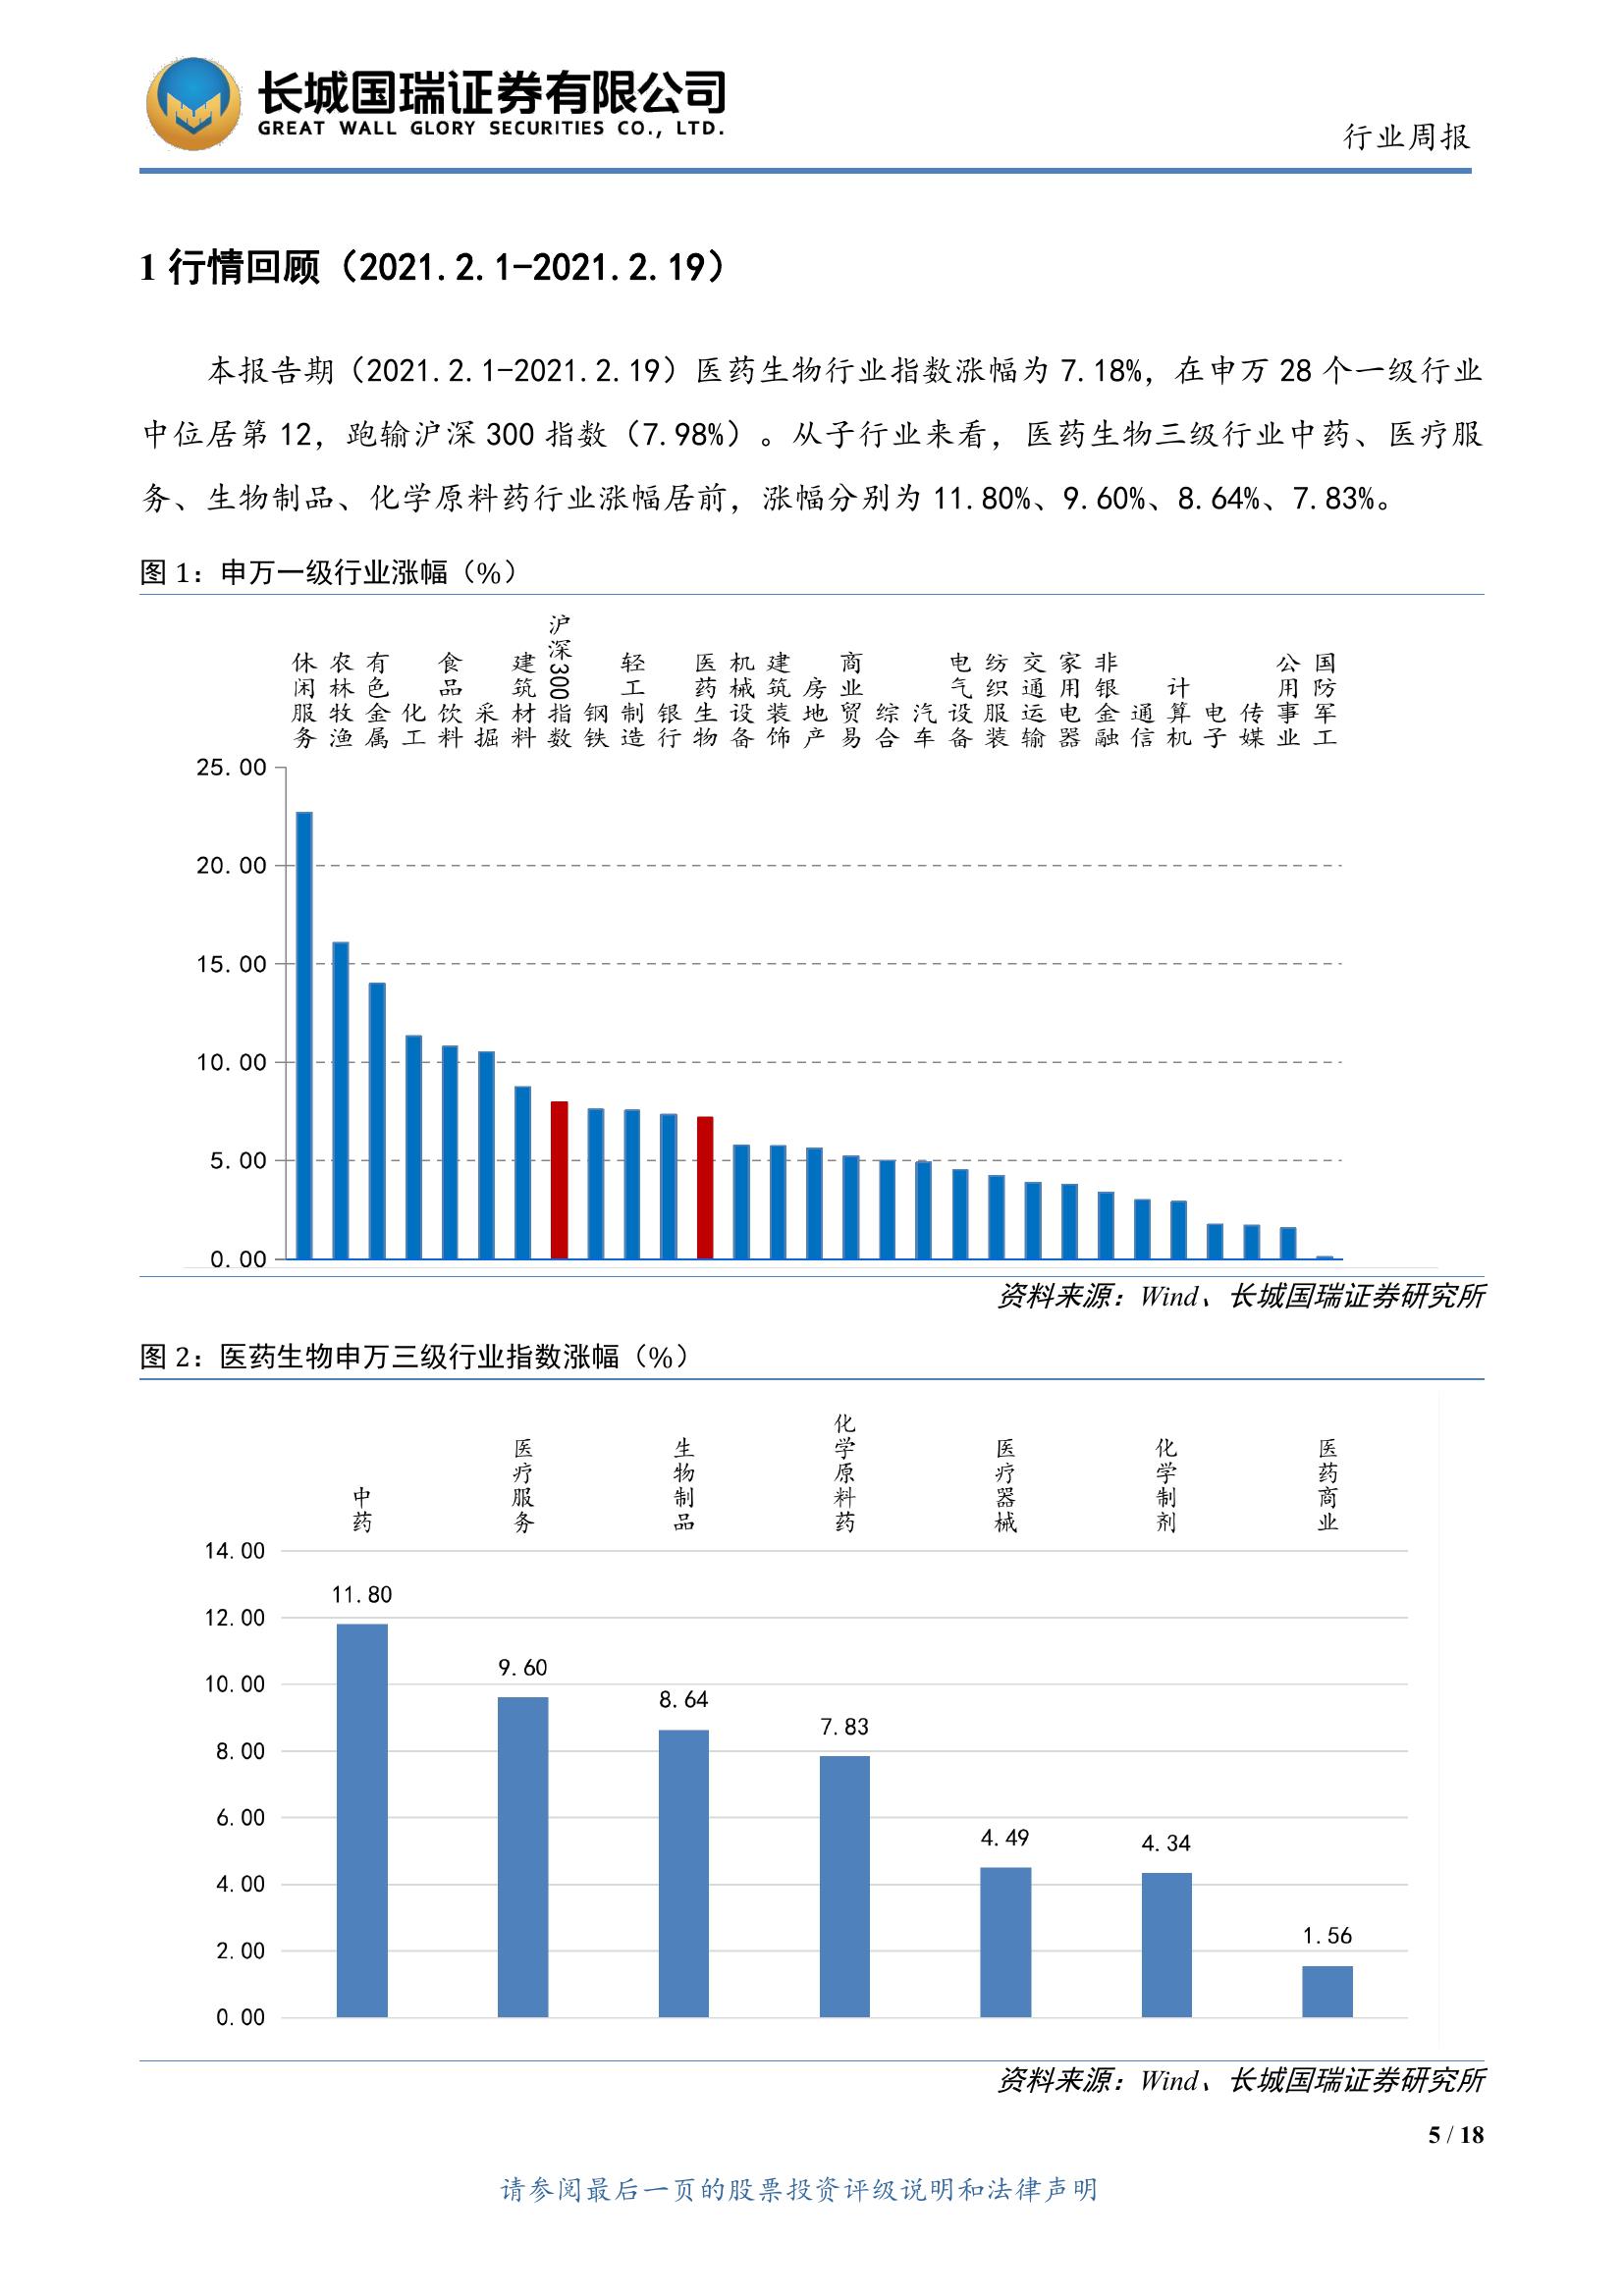 长城国瑞证券有限公司
GREAT WALL GLORY SECURITIES CO., LTD.
行业周报
1 行情回顾（2021.2.1-2021.2.19）
本报告期（2021.2.1-2021.2.19）医药生物行业指数涨幅为 7.18%，在申万 28 个一级行业
中位居第 12，跑输沪深 300 指数（7.98%）。从子行业来看，医药生物三级行业中药、医疗服
务、生物制品、化学原料药行业涨幅居前，涨幅分别为 11.80%、9.60%、8.64%、7.83%。
图 1：申万一级行业涨幅（%）
休闲服务
农林牧渔
有色金属
化工
食品饮料
采掘
建筑材料
沪深300指数
钢铁
轻工制造
银行
医药生物
机械设备
建筑装饰
房地产
商业贸易
综合
汽车
电气设备
纺织服装
交通运输
家用电器
非银金融
通信
计算机
电子
传媒
公用事业
国防军工
25.00
20.00
15.00
10.00
5.00
0.00
资料来源：Wind、长城国瑞证券研究所
图 2：医药生物申万三级行业指数涨幅（%）
中药
医疗服务
生物制品
化学原料药
医疗器械
化学制剂
医药商业
14.00
12.00
10.00
8.00
6.00
4.00
2.00
0.00
11.80
9.60
8.64
7.83
4.49
4.34
1.56
资料来源：Wind、长城国瑞证券研究所
5 / 18
请参阅最后一页的股票投资评级说明和法律声明